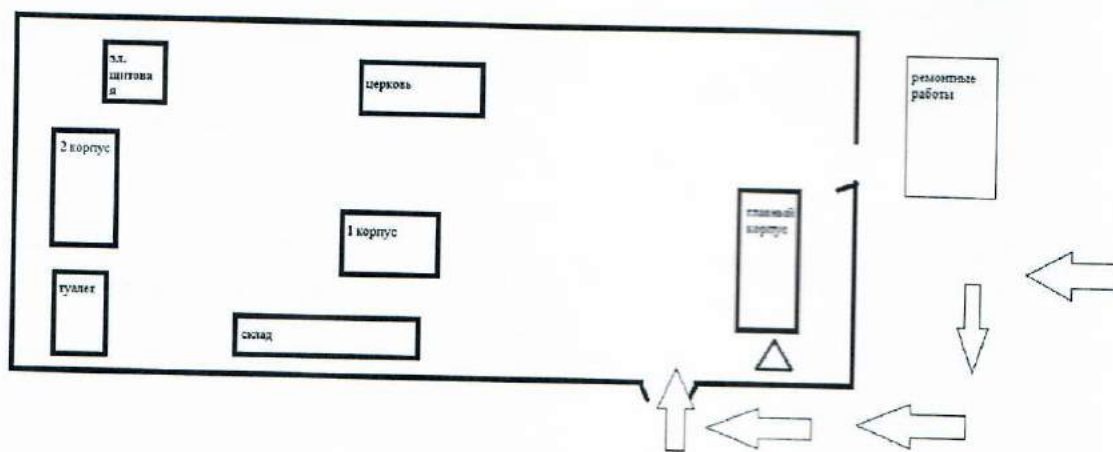 эл.
щитова
я
церковь
ремонтные
работы
2 корпус
главный
корпус
1 корпус
туалет
склад